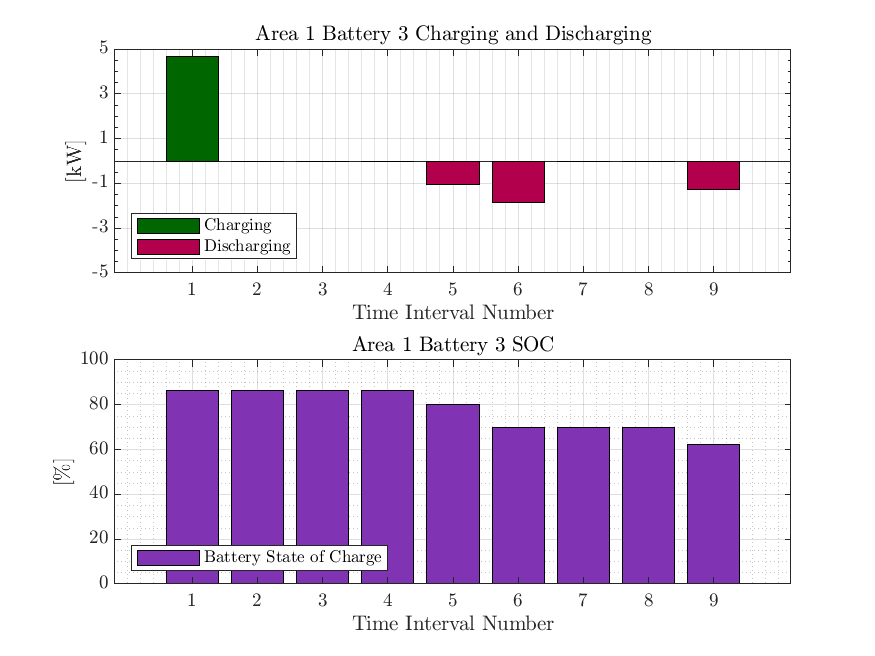 Area 1 Battery 3 Charging and Discharging
5
3
1
-1
-3
-5
[kW]
Charging
Discharging
1 2 3 4 5 6 7 8 9
Time Interval Number
Area 1 Battery 3 SOC
100
80
60
40
20
0
[%]
Battery State of Charge
1 2 3 4 5 6 7 8 9
Time Interval Number